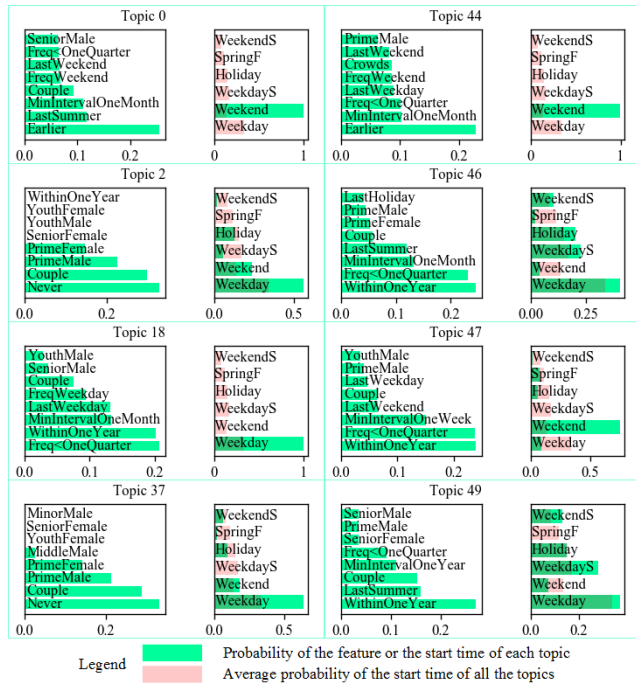 Topic 0
SeniorMale
Freq<OneQuarter
LastWeekend
FreqWeekend
Couple
MinIntervalOneMonth
LastSummer
Earlier
0.0 0.2
WeekendS
SpringF
Holiday
WeekdayS
Weekend
Weekday
0 1
Topic 44
PrimeMale
LastWeekend
Crowds
FreqWeekend
LastWeekday
Freq<OneQuarter
MinIntervalOneMonth
Earlier
0.0 0.1 0.2
WeekendS
SpringF
Holiday
WeekdayS
Weekend
Weekday
0 1
Topic 2
WithinOneYear
YouthFemale
YouthMale
SeniorFemale
PrimeFemale
PrimeMale
Couple
Never
0.0 0.2
WeekendS
SpringF
Holiday
WeekdayS
Weekend
Weekday
0.0 0.5
Topic 46
LastHoliday
PrimeMale
PrimeFemale
Couple
LastSummer
MinIntervalOneMonth
Freq<OneQuarter
WithinOneYear
0.0 0.1 0.2
WeekendS
SpringF
Holiday
WeekdayS
Weekend
Weekday
0.00 0.25
Topic 18
YouthMale
SeniorMale
Couple
FreqWeekday
LastWeekday
MinIntervalOneMonth
WithinOneYear
Freq<OneQuarter
0.0 0.1 0.2
WeekendS
SpringF
Holiday
WeekdayS
Weekend
Weekday
0 1
Topic 47
YouthMale
PrimeMale
LastWeekday
Couple
LastWeekend
MinIntervalOneWeek
Freq<OneQuarter
WithinOneYear
0.0 0.2
WeekendS
SpringF
Holiday
WeekdayS
Weekend
Weekday
0.0 0.5
Topic 37
MinorMale
SeniorFemale
YouthFemale
MiddleMale
PrimeFemale
PrimeMale
Couple
Never
0.0 0.2
WeekendS
SpringF
Holiday
WeekdayS
Weekend
Weekday
0.0 0.5
Topic 49
SeniorMale
PrimeMale
SeniorFemale
Freq<OneQuarter
MinIntervalOneYear
Couple
LastSummer
WithinOneYear
0.0 0.2
WeekendS
SpringF
Holiday
WeekdayS
Weekend
Weekday
0.0 0.2
Legend
Probability of the feature or the start time of each topic
Average probability of the start time of all the topics